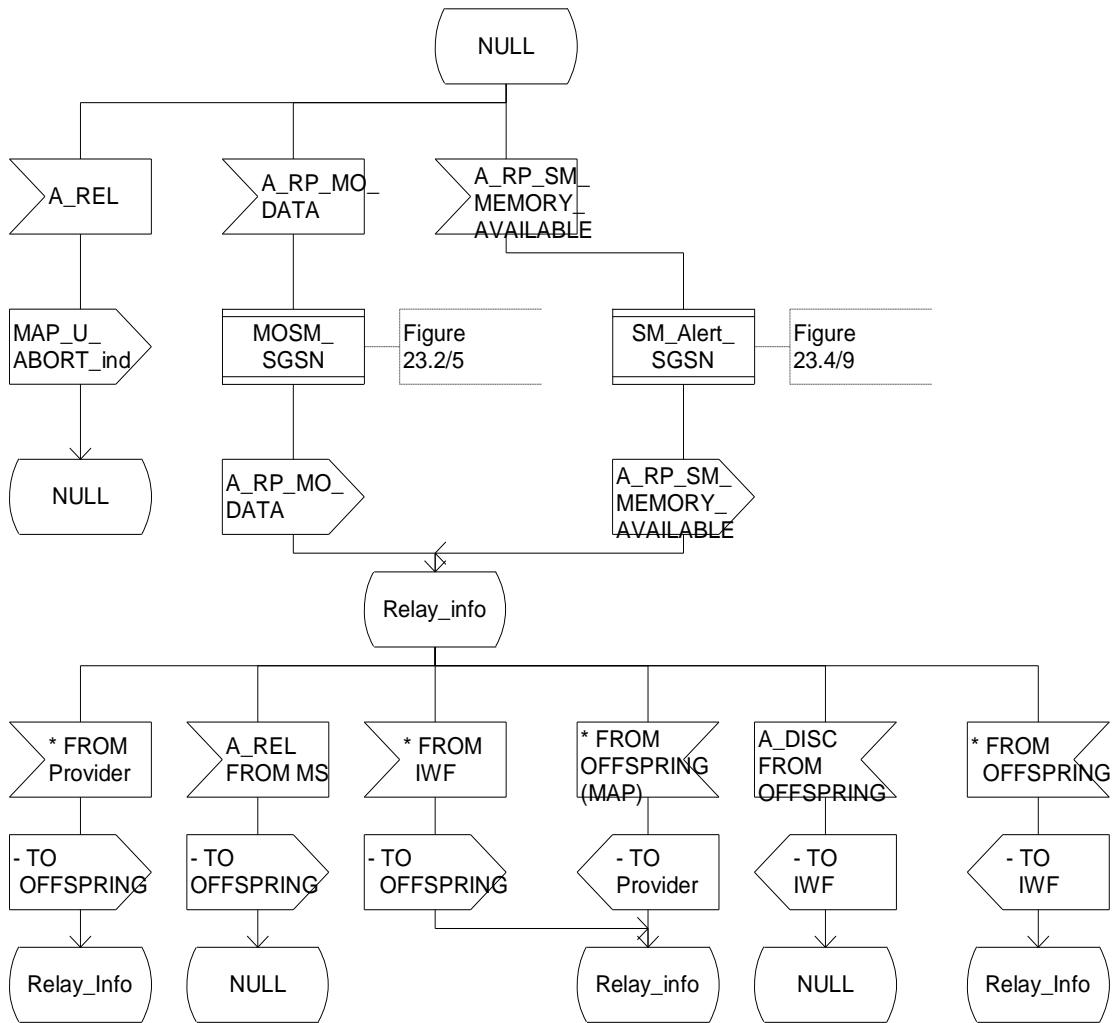 NULL
A_REL
A_RP_MO_
DATA
A_RP_SM_
MEMORY_
AVAILABLE
MAP_U_
ABORT_ind
MOSM_
SGSN
Figure
23.2/5
SM_Alert_
SGSN
Figure
23.4/9
NULL
A_RP_MO_
DATA
A_RP_SM_
MEMORY_
AVAILABLE
Relay_info
* FROM
Provider
A_REL
FROM MS
* FROM
IWF
* FROM
OFFSPRING
(MAP)
A_DISC
FROM
OFFSPRING
* FROM
OFFSPRING
- TO
OFFSPRING
- TO
OFFSPRING
- TO
OFFSPRING
- TO
Provider
- TO
IWF
- TO
IWF
Relay_Info
NULL
Relay_info
NULL
Relay_Info